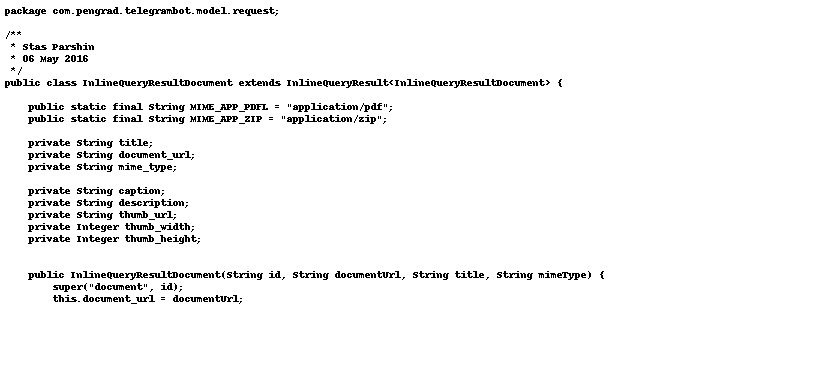 package com.pengrad.telegrambot.model.request;

/**
 * Stas Parshin
 * 06 May 2016
 */
public class InlineQueryResultDocument extends InlineQueryResult<InlineQueryResultDocument> {

    public static final String MIME_APP_PDFL = "application/pdf";
    public static final String MIME_APP_ZIP = "application/zip";

    private String title;
    private String document_url;
    private String mime_type;

    private String caption;
    private String description;
    private String thumb_url;
    private Integer thumb_width;
    private Integer thumb_height;


    public InlineQueryResultDocument(String id, String documentUrl, String title, String mimeType) {
        super("document", id);
        this.document_url = documentUrl;